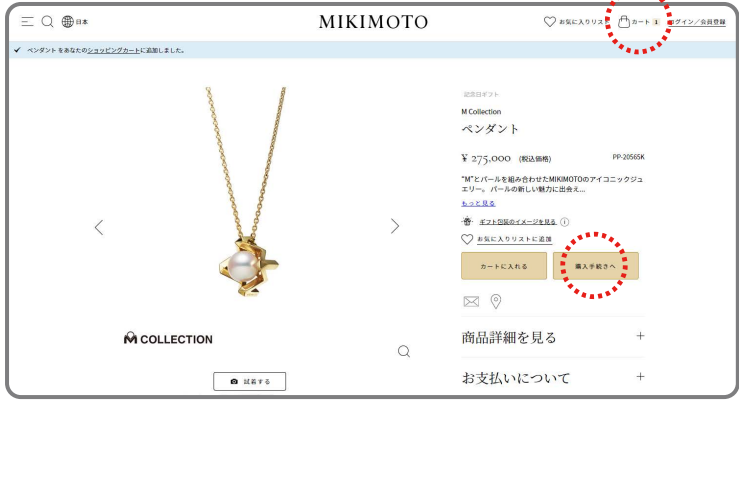 日本
MIKIMOTO
お気に入りリスト
カート 1
ログイン／会員登録
ペンダント をあなたのショッピングカートに追加しました。
記念日ギフト
M Collection
ペンダント
¥ 275,000 (税込価格)
PP-20565K
"M"とパールを組み合わせたMIKIMOTOのアイコニックジュ
エリー。 パールの新しい魅力に出会え...
もっと見る
ギフト包装のイメージを見る
お気に入りリストに追加
カートに入れる
購入手続きへ
M COLLECTION
商品詳細を見る
試着する
お支払いについて